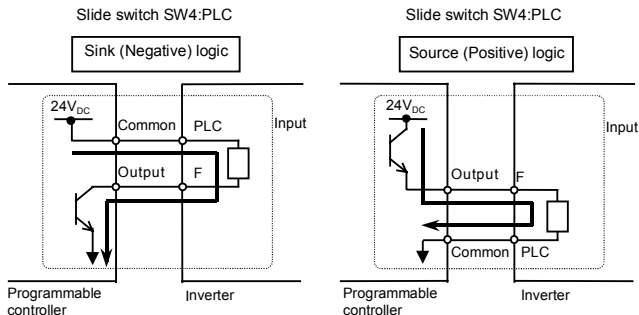 Slide switch SW4:PLC
Sink (Negative) logic
24VDC
Common
PLC
Input
Output
F
Programmable
controller
Inverter
Slide switch SW4:PLC
Source (Positive) logic
24VDC
Input
Output
F
Common
PLC
Programmable
controller
Inverter